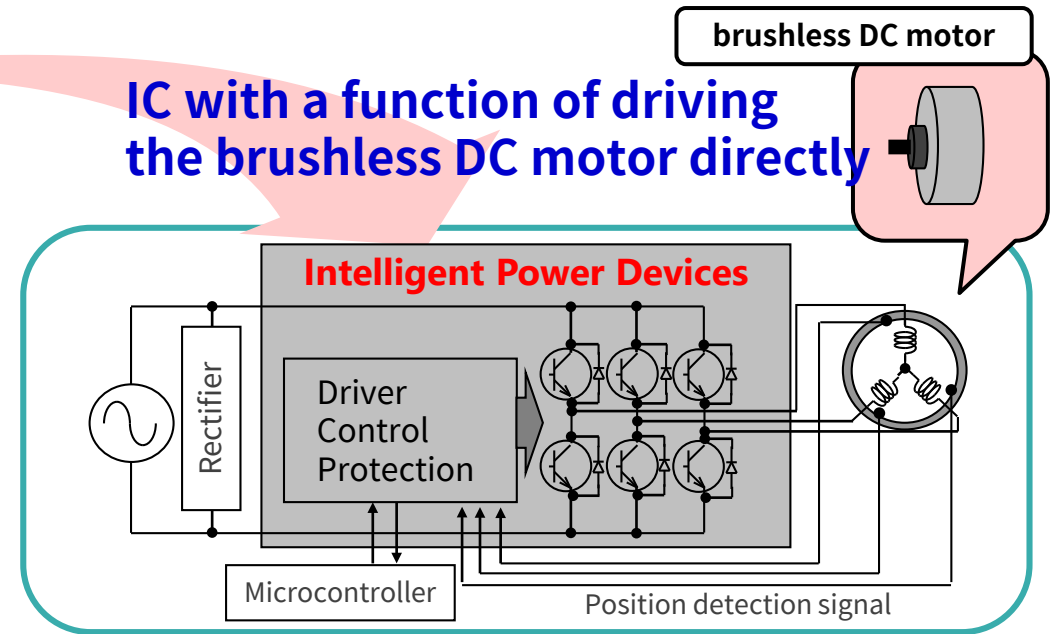 brushless DC motor
IC with a function of driving
the brushless DC motor directly
Intelligent Power Devices
Rectifier
Driver
Control
Protection
Microcontroller
Position detection signal